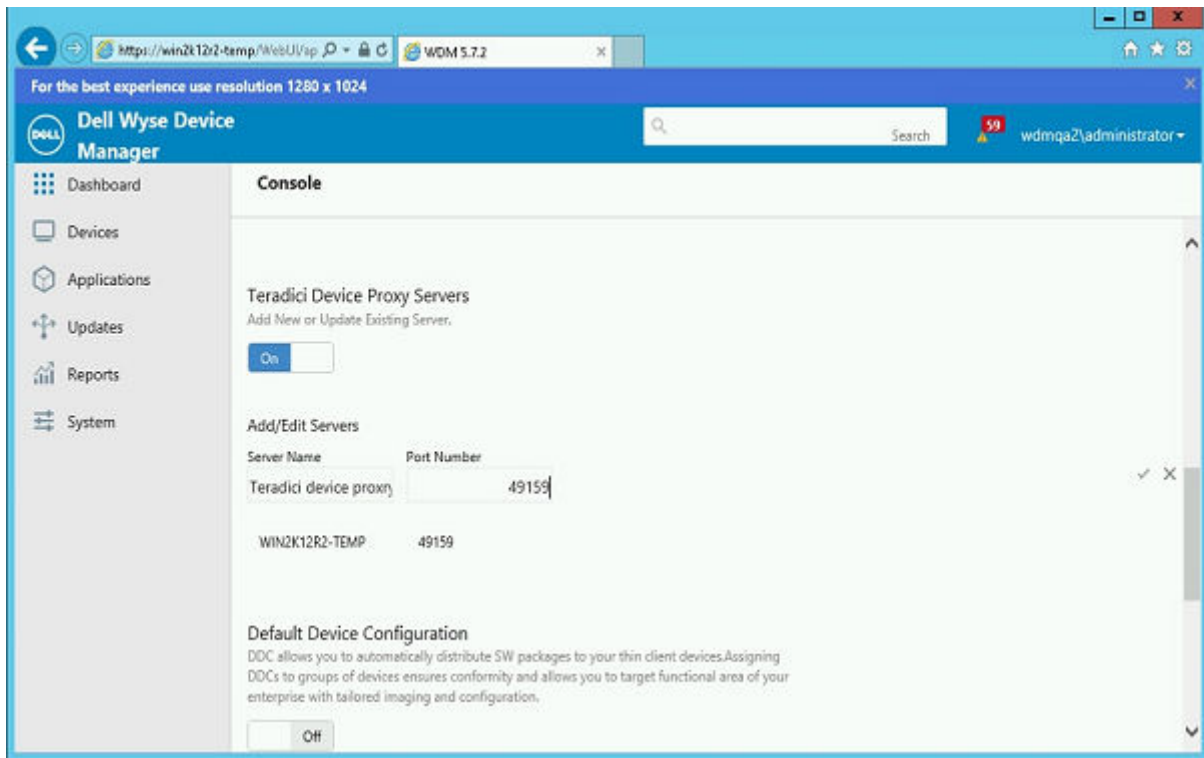 https://win2k12r2-temp/WebUI/ap
WDM 5.7.2
For the best experience use resolution 1280 x 1024
DELL
Dell Wyse Device
Manager
Search
59
wdmqa2\administrator
Dashboard
Console
Devices
Applications
Updates
Reports
System
Teradici Device Proxy Servers
Add New or Update Existing Server.
On
Add/Edit Servers
Server Name Port Number
Teradici device proxry 49159
WIN2K12R2-TEMP 49159
Default Device Configuration
DDC allows you to automatically distribute SW packages to your thin client devices.Assigning
DDCs to groups of devices ensures conformity and allows you to target functional area of your
enterprise with tailored imaging and configuration.
Off